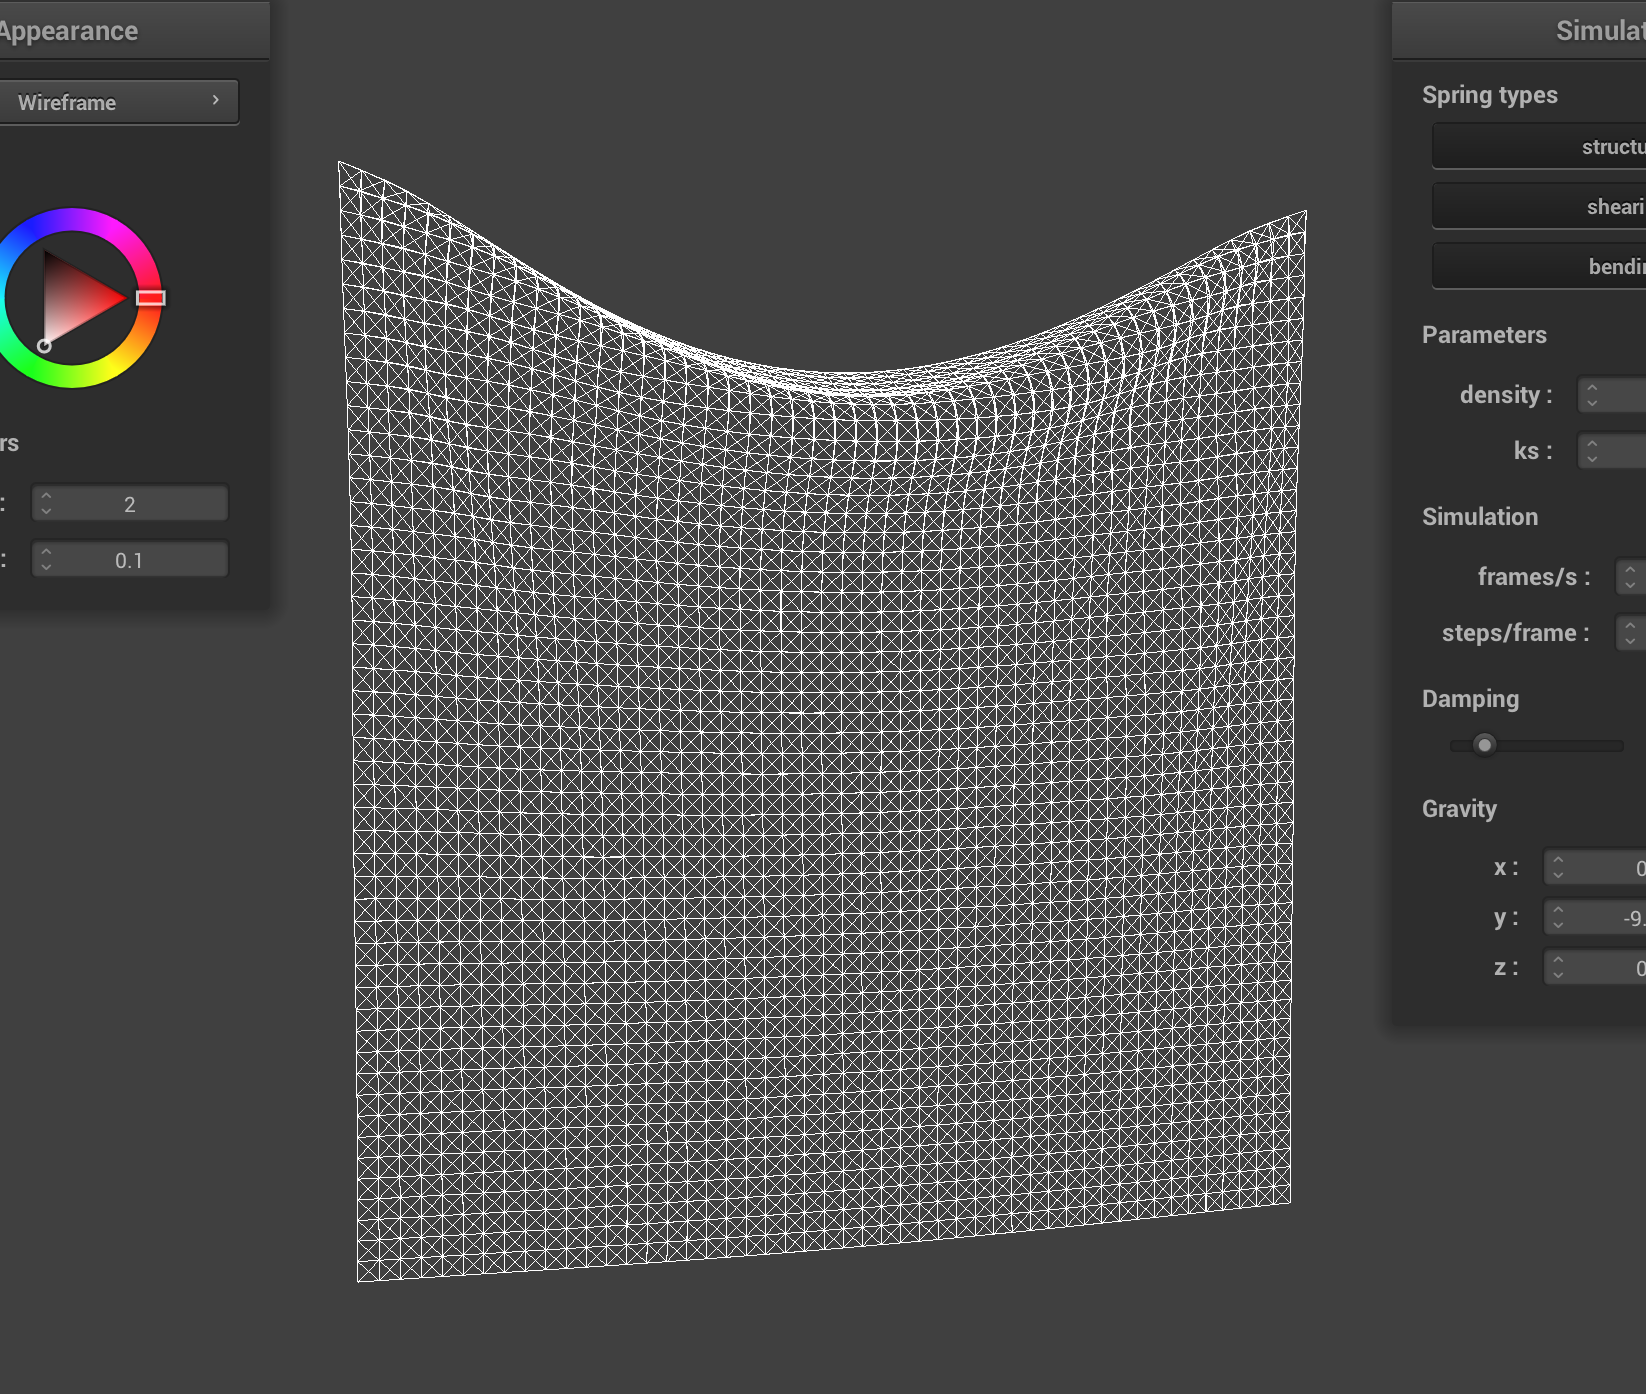 Appearance
Wireframe
rs
: 2
: 0.1
Simulat
Spring types
structu
sheari
bendin
Parameters
density :
ks :
Simulation
frames/s :
steps/frame :
Damping
Gravity
x : 0
y : -9.
z : 0